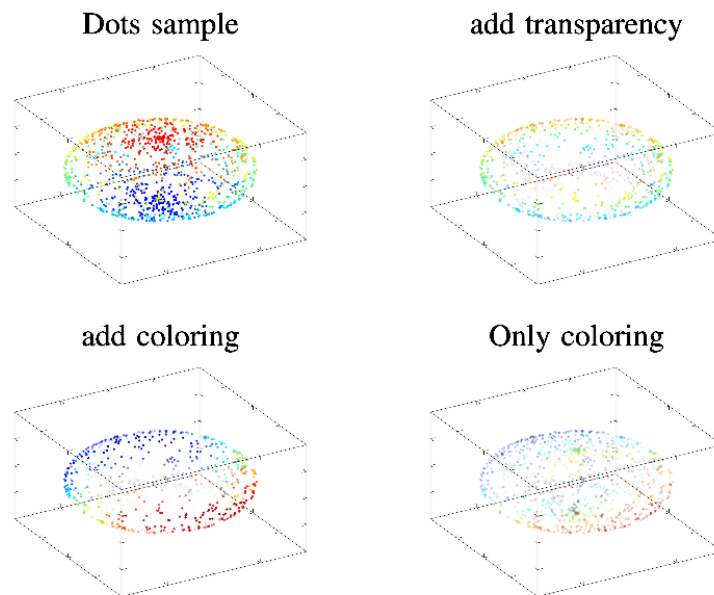 Dots sample
add transparency
add coloring
Only coloring